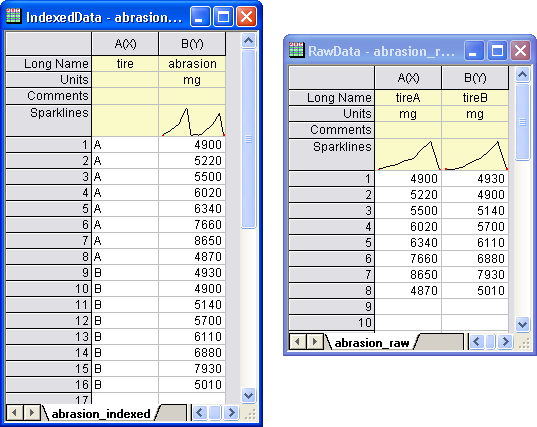 IndexedData - abrasion_...
A(X) B(Y)
Long Name tire abrasion
Units mg
Comments
Sparklines
1 A 4900
2 A 5220
3 A 5500
4 A 6020
5 A 6340
6 A 7660
7 A 8650
8 A 4870
9 B 4930
10 B 4900
11 B 5140
12 B 5700
13 B 6110
14 B 6880
15 B 7930
16 B 5010
17
abrasion_indexed
RawData - abrasion_r...
A(X) B(Y)
Long Name tireA tireB
Units mg mg
Comments
Sparklines
1 4900 4930
2 5220 4900
3 5500 5140
4 6020 5700
5 6340 6110
6 7660 6880
7 8650 7930
8 4870 5010
9
10
abrasion_raw